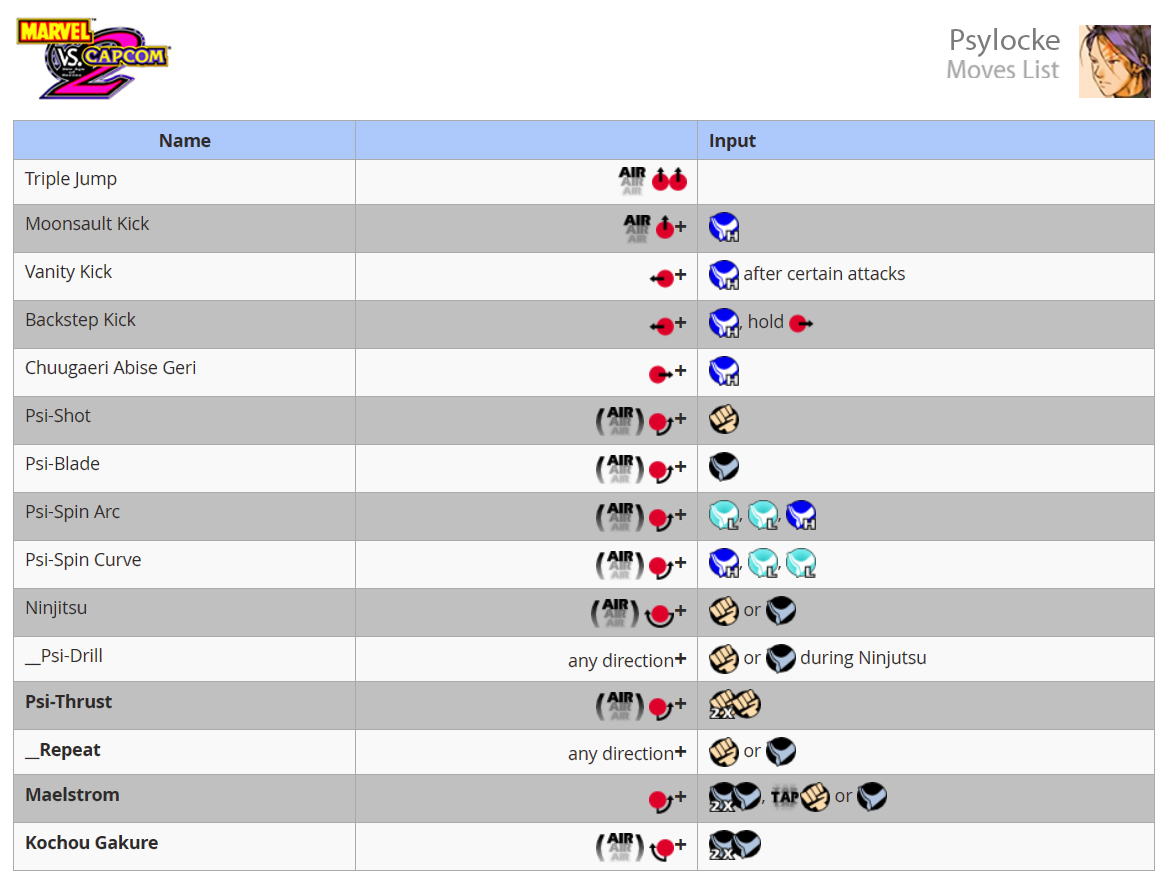 MARVEL
VS. CAPCOM
2
Psylocke
Moves List
Name Input
Triple Jump AIR AIR AIR
Moonsault Kick AIR AIR AIR + H
Vanity Kick + H after certain attacks
Backstep Kick + H, hold
Chuugaeri Abise Geri + H
Psi-Shot (AIR AIR AIR) +
Psi-Blade (AIR AIR AIR) +
Psi-Spin Arc (AIR AIR AIR) + L, L, H
Psi-Spin Curve (AIR AIR AIR) + H, L, L
Ninjitsu (AIR AIR AIR) + or
__Psi-Drill any direction+ or during Ninjutsu
Psi-Thrust (AIR AIR AIR) + 2X
__Repeat any direction+ or
Maelstrom + 2X, TAP or
Kochou Gakure (AIR AIR AIR) + 2X